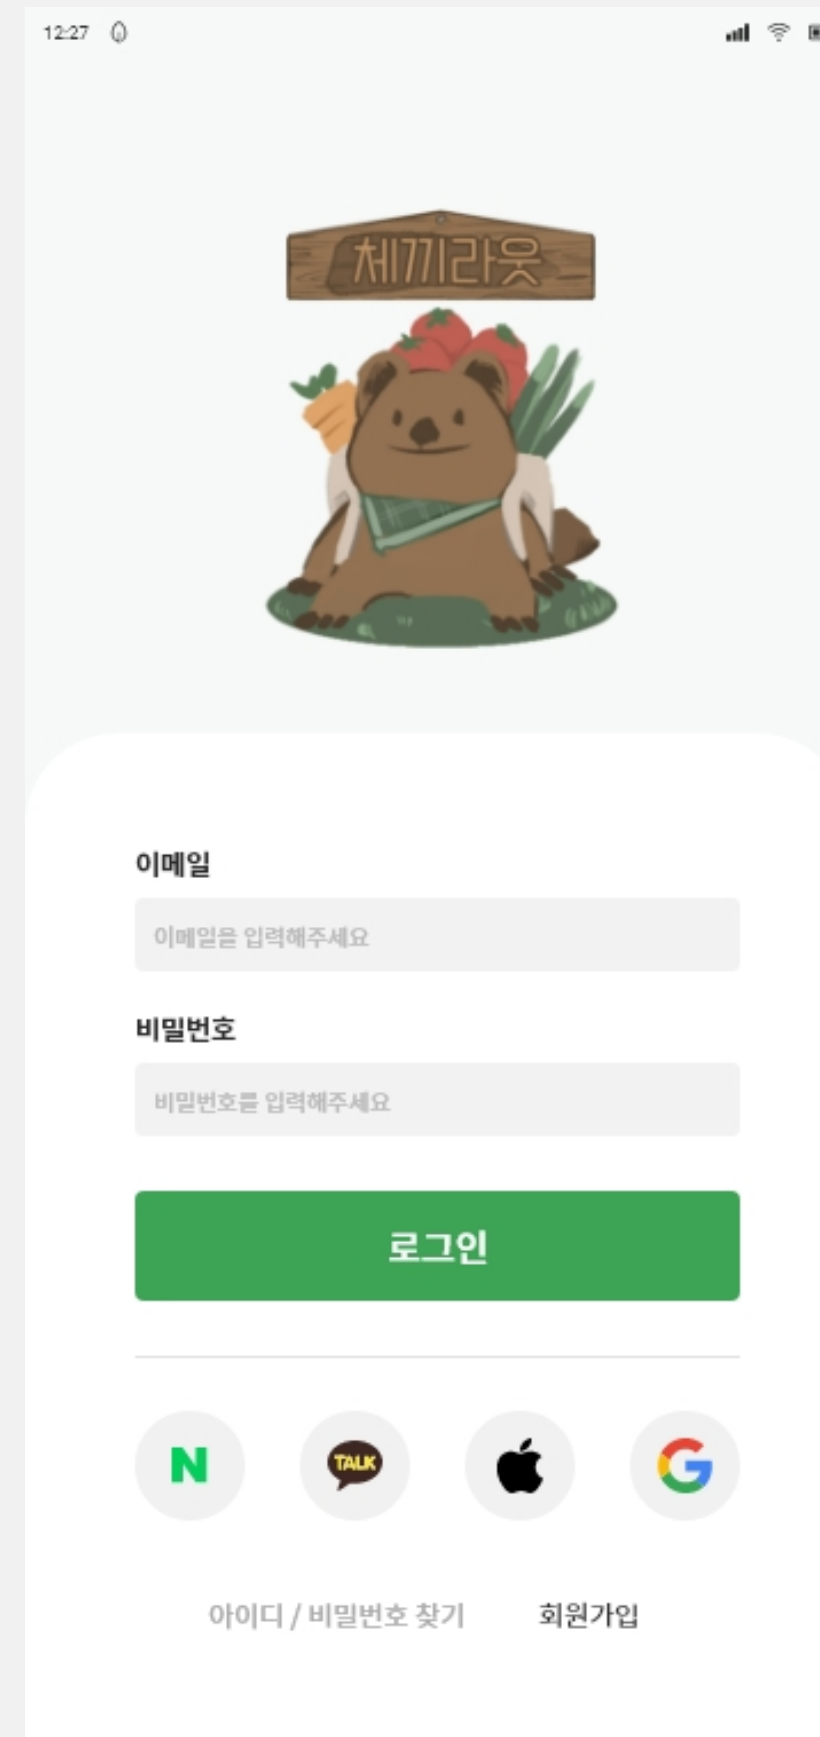 12:27
체끼라웃
이메일
이메일을 입력해주세요
비밀번호
비밀번호를 입력해주세요
로그인
N
TALK
G
아이디 / 비밀번호 찾기 회원가입